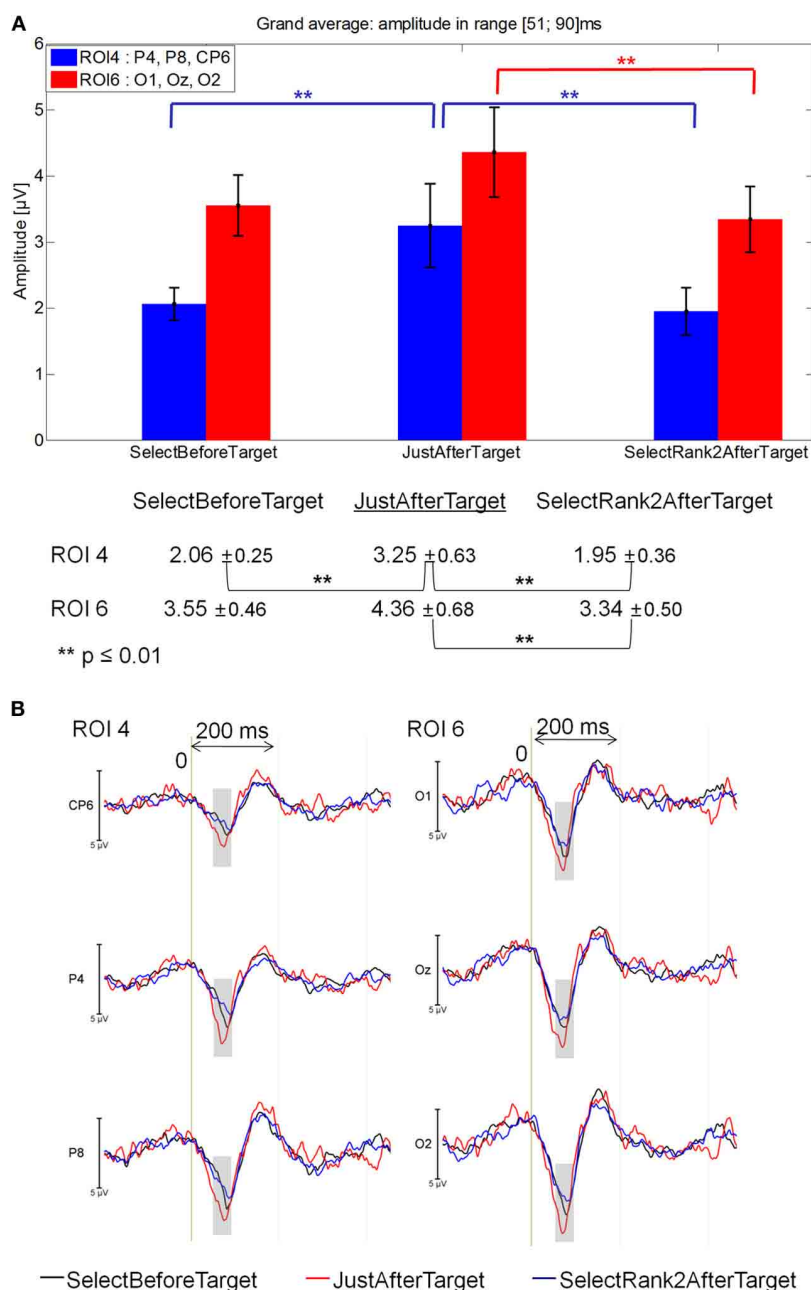 A
Grand average: amplitude in range [51; 90]ms
6
5
4
3
2
1
0
Amplitude [µV]
ROI4 : P4, P8, CP6
ROI6 : O1, Oz, O2
** ** **
SelectBeforeTarget JustAfterTarget SelectRank2AfterTarget
SelectBeforeTarget JustAfterTarget SelectRank2AfterTarget
ROI 4 2.06 ±0.25 3.25 ±0.63 1.95 ±0.36
** **
ROI 6 3.55 ±0.46 4.36 ±0.68 3.34 ±0.50
**
** p ≤ 0.01
B
ROI 4
200 ms
0
CP6
5 µV
P4
5 µV
P8
5 µV
ROI 6
200 ms
0
O1
5 µV
Oz
5 µV
O2
5 µV
SelectBeforeTarget JustAfterTarget SelectRank2AfterTarget